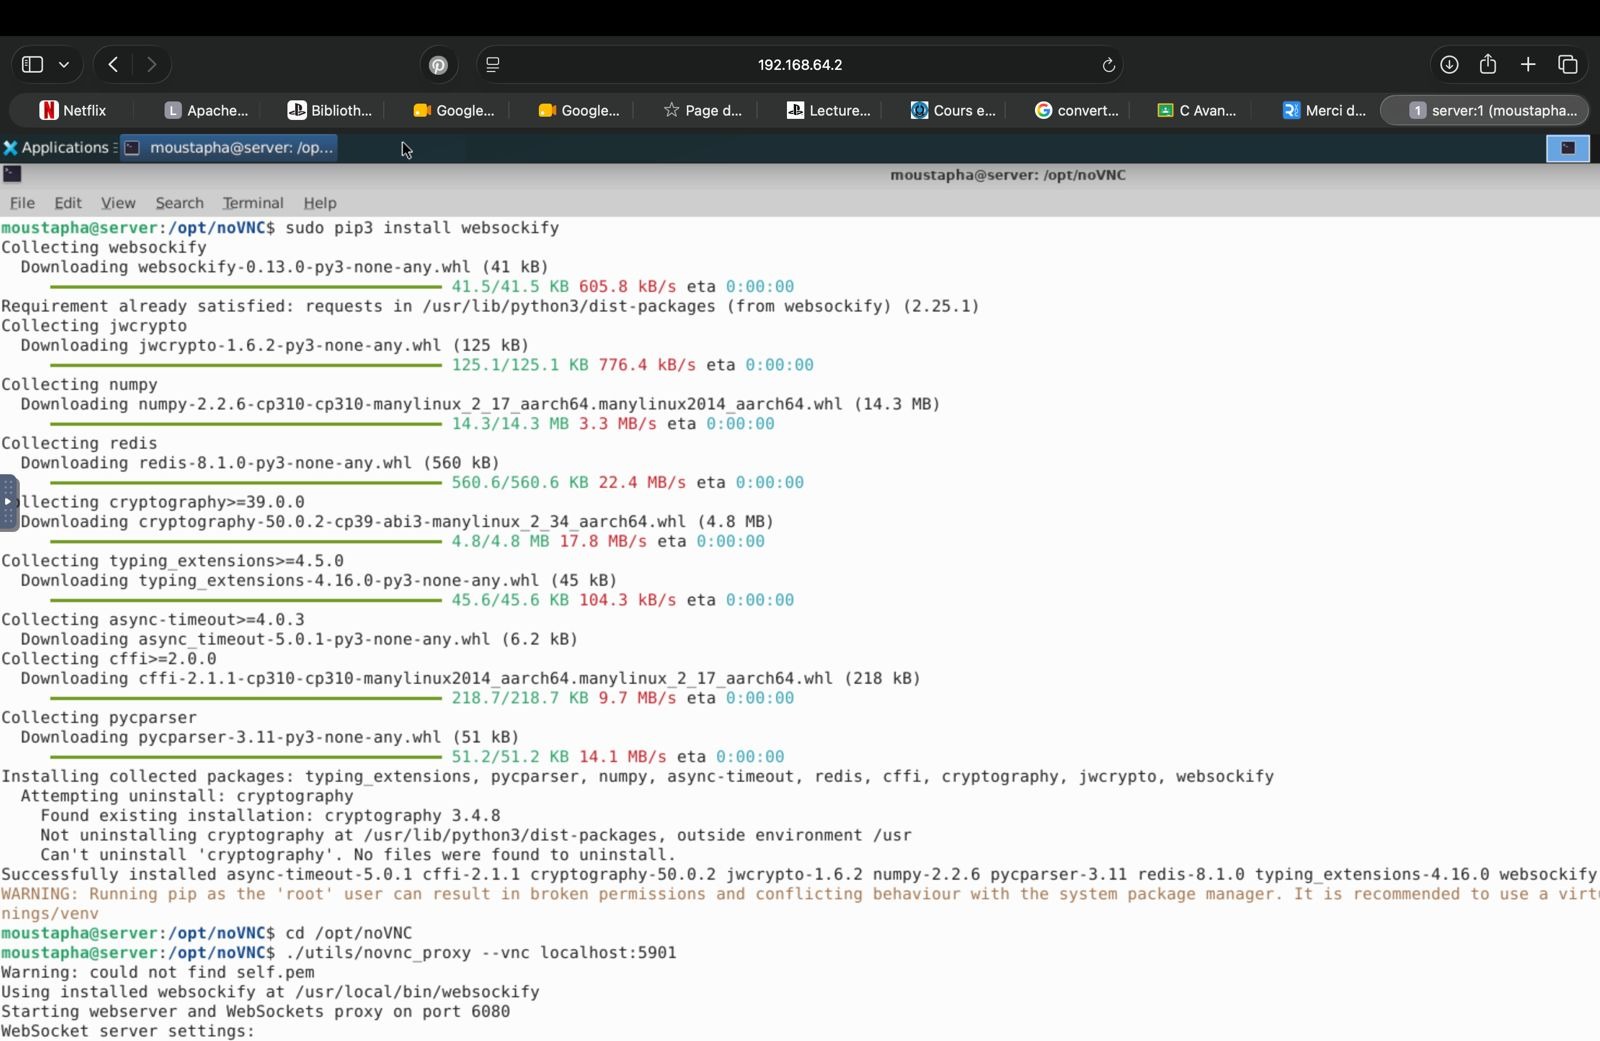 192.168.64.2
Netflix
Apache...
Biblioth...
Google...
Google...
Page d...
Lecture...
Cours e...
convert...
C Avan...
Merci d...
server:1 (moustapha...
Applications
moustapha@server: /op...
moustapha@server: /opt/noVNC
File Edit View Search Terminal Help
moustapha@server:/opt/noVNC$ sudo pip3 install websockify
Collecting websockify
  Downloading websockify-0.13.0-py3-none-any.whl (41 kB)
41.5/41.5 KB 605.8 kB/s eta 0:00:00
Requirement already satisfied: requests in /usr/lib/python3/dist-packages (from websockify) (2.25.1)
Collecting jwcrypto
  Downloading jwcrypto-1.6.2-py3-none-any.whl (125 kB)
125.1/125.1 KB 776.4 kB/s eta 0:00:00
Collecting numpy
  Downloading numpy-2.2.6-cp310-cp310-manylinux_2_17_aarch64.manylinux2014_aarch64.whl (14.3 MB)
14.3/14.3 MB 3.3 MB/s eta 0:00:00
Collecting redis
  Downloading redis-8.1.0-py3-none-any.whl (560 kB)
560.6/560.6 KB 22.4 MB/s eta 0:00:00
ollecting cryptography>=39.0.0
  Downloading cryptography-50.0.2-cp39-abi3-manylinux_2_34_aarch64.whl (4.8 MB)
4.8/4.8 MB 17.8 MB/s eta 0:00:00
Collecting typing_extensions>=4.5.0
  Downloading typing_extensions-4.16.0-py3-none-any.whl (45 kB)
45.6/45.6 KB 104.3 kB/s eta 0:00:00
Collecting async-timeout>=4.0.3
  Downloading async_timeout-5.0.1-py3-none-any.whl (6.2 kB)
Collecting cffi>=2.0.0
  Downloading cffi-2.1.1-cp310-cp310-manylinux2014_aarch64.manylinux_2_17_aarch64.whl (218 kB)
218.7/218.7 KB 9.7 MB/s eta 0:00:00
Collecting pycparser
  Downloading pycparser-3.11-py3-none-any.whl (51 kB)
51.2/51.2 KB 14.1 MB/s eta 0:00:00
Installing collected packages: typing_extensions, pycparser, numpy, async-timeout, redis, cffi, cryptography, jwcrypto, websockify
  Attempting uninstall: cryptography
    Found existing installation: cryptography 3.4.8
    Not uninstalling cryptography at /usr/lib/python3/dist-packages, outside environment /usr
    Can't uninstall 'cryptography'. No files were found to uninstall.
Successfully installed async-timeout-5.0.1 cffi-2.1.1 cryptography-50.0.2 jwcrypto-1.6.2 numpy-2.2.6 pycparser-3.11 redis-8.1.0 typing_extensions-4.16.0 websockify
WARNING: Running pip as the 'root' user can result in broken permissions and conflicting behaviour with the system package manager. It is recommended to use a virt
nings/venv
moustapha@server:/opt/noVNC$ cd /opt/noVNC
moustapha@server:/opt/noVNC$ ./utils/novnc_proxy --vnc localhost:5901
Warning: could not find self.pem
Using installed websockify at /usr/local/bin/websockify
Starting webserver and WebSockets proxy on port 6080
WebSocket server settings: